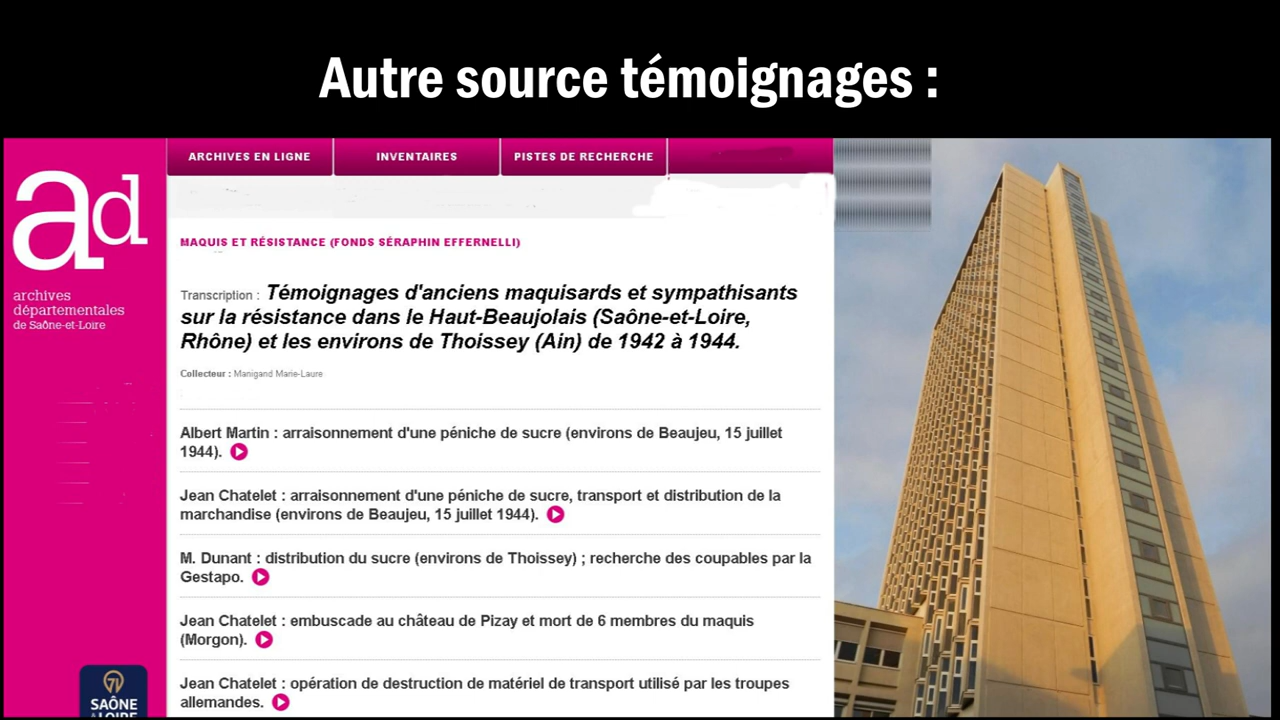 Autre source témoignages :
ARCHIVES EN LIGNE
INVENTAIRES
PISTES DE RECHERCHE
ad
archives
départementales
de Saône-et-Loire
MAQUIS ET RÉSISTANCE (FONDS SÉRAPHIN EFFERNELLI)
Transcription : Témoignages d'anciens maquisards et sympathisants
sur la résistance dans le Haut-Beaujolais (Saône-et-Loire,
Rhône) et les environs de Thoissey (Ain) de 1942 à 1944.
Collecteur : Manigand Marie-Laure
Albert Martin : arraisonnement d'une péniche de sucre (environs de Beaujeu, 15 juillet
1944).
Jean Chatelet : arraisonnement d'une péniche de sucre, transport et distribution de la
marchandise (environs de Beaujeu, 15 juillet 1944).
M. Dunant : distribution du sucre (environs de Thoissey) ; recherche des coupables par la
Gestapo.
Jean Chatelet : embuscade au château de Pizay et mort de 6 membres du maquis
(Morgon).
Jean Chatelet : opération de destruction de matériel de transport utilisé par les troupes
allemandes.
71
SAÔNE
& LOIRE